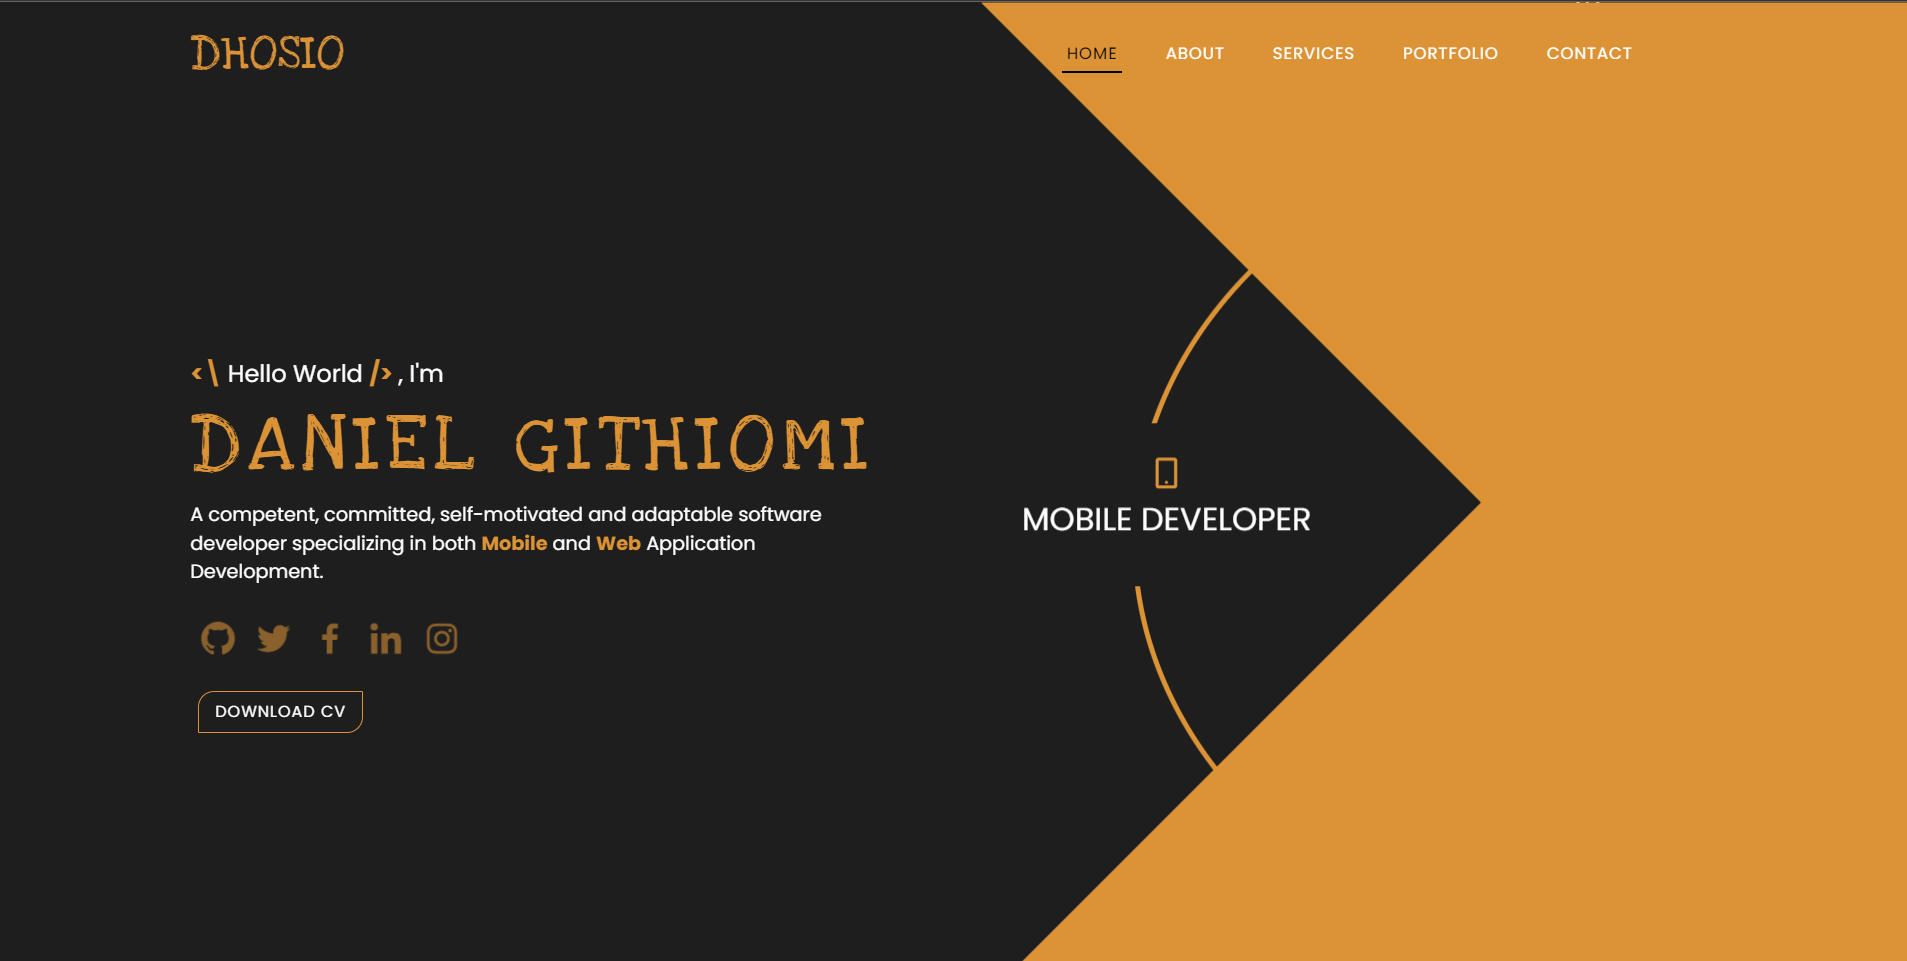 DHOSIO
HOME ABOUT SERVICES PORTFOLIO CONTACT
<\ Hello World /> , I'm
DANIEL GITHIOMI
A competent, committed, self-motivated and adaptable software
developer specializing in both Mobile and Web Application
Development.
DOWNLOAD CV
MOBILE DEVELOPER